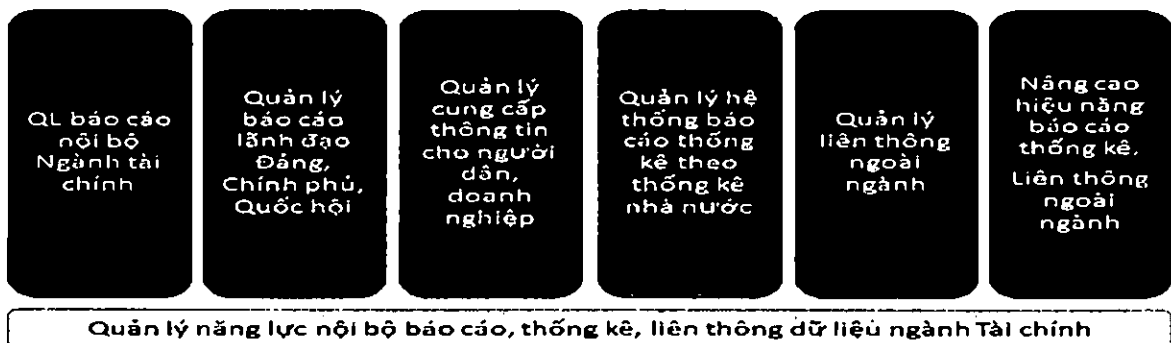 QL báo cáo
nội bộ
Ngành tài
chính
Quản lý
báo cáo
lãnh đạo
Đảng,
Chính phủ,
Quốc hội
Quản lý
cung cấp
thông tin
cho người
dân,
doanh
nghiệp
Quản lý hệ
thống báo
cáo thống
kê theo
thống kê
nhà nước
Quản lý
liên thông
ngoài
ngành
Nâng cao
hiệu năng
báo cáo
thống kê,
Liên thông
ngoài
ngành
Quản lý năng lực nội bộ báo cáo, thống kê, liên thông dữ liệu ngành Tài chính